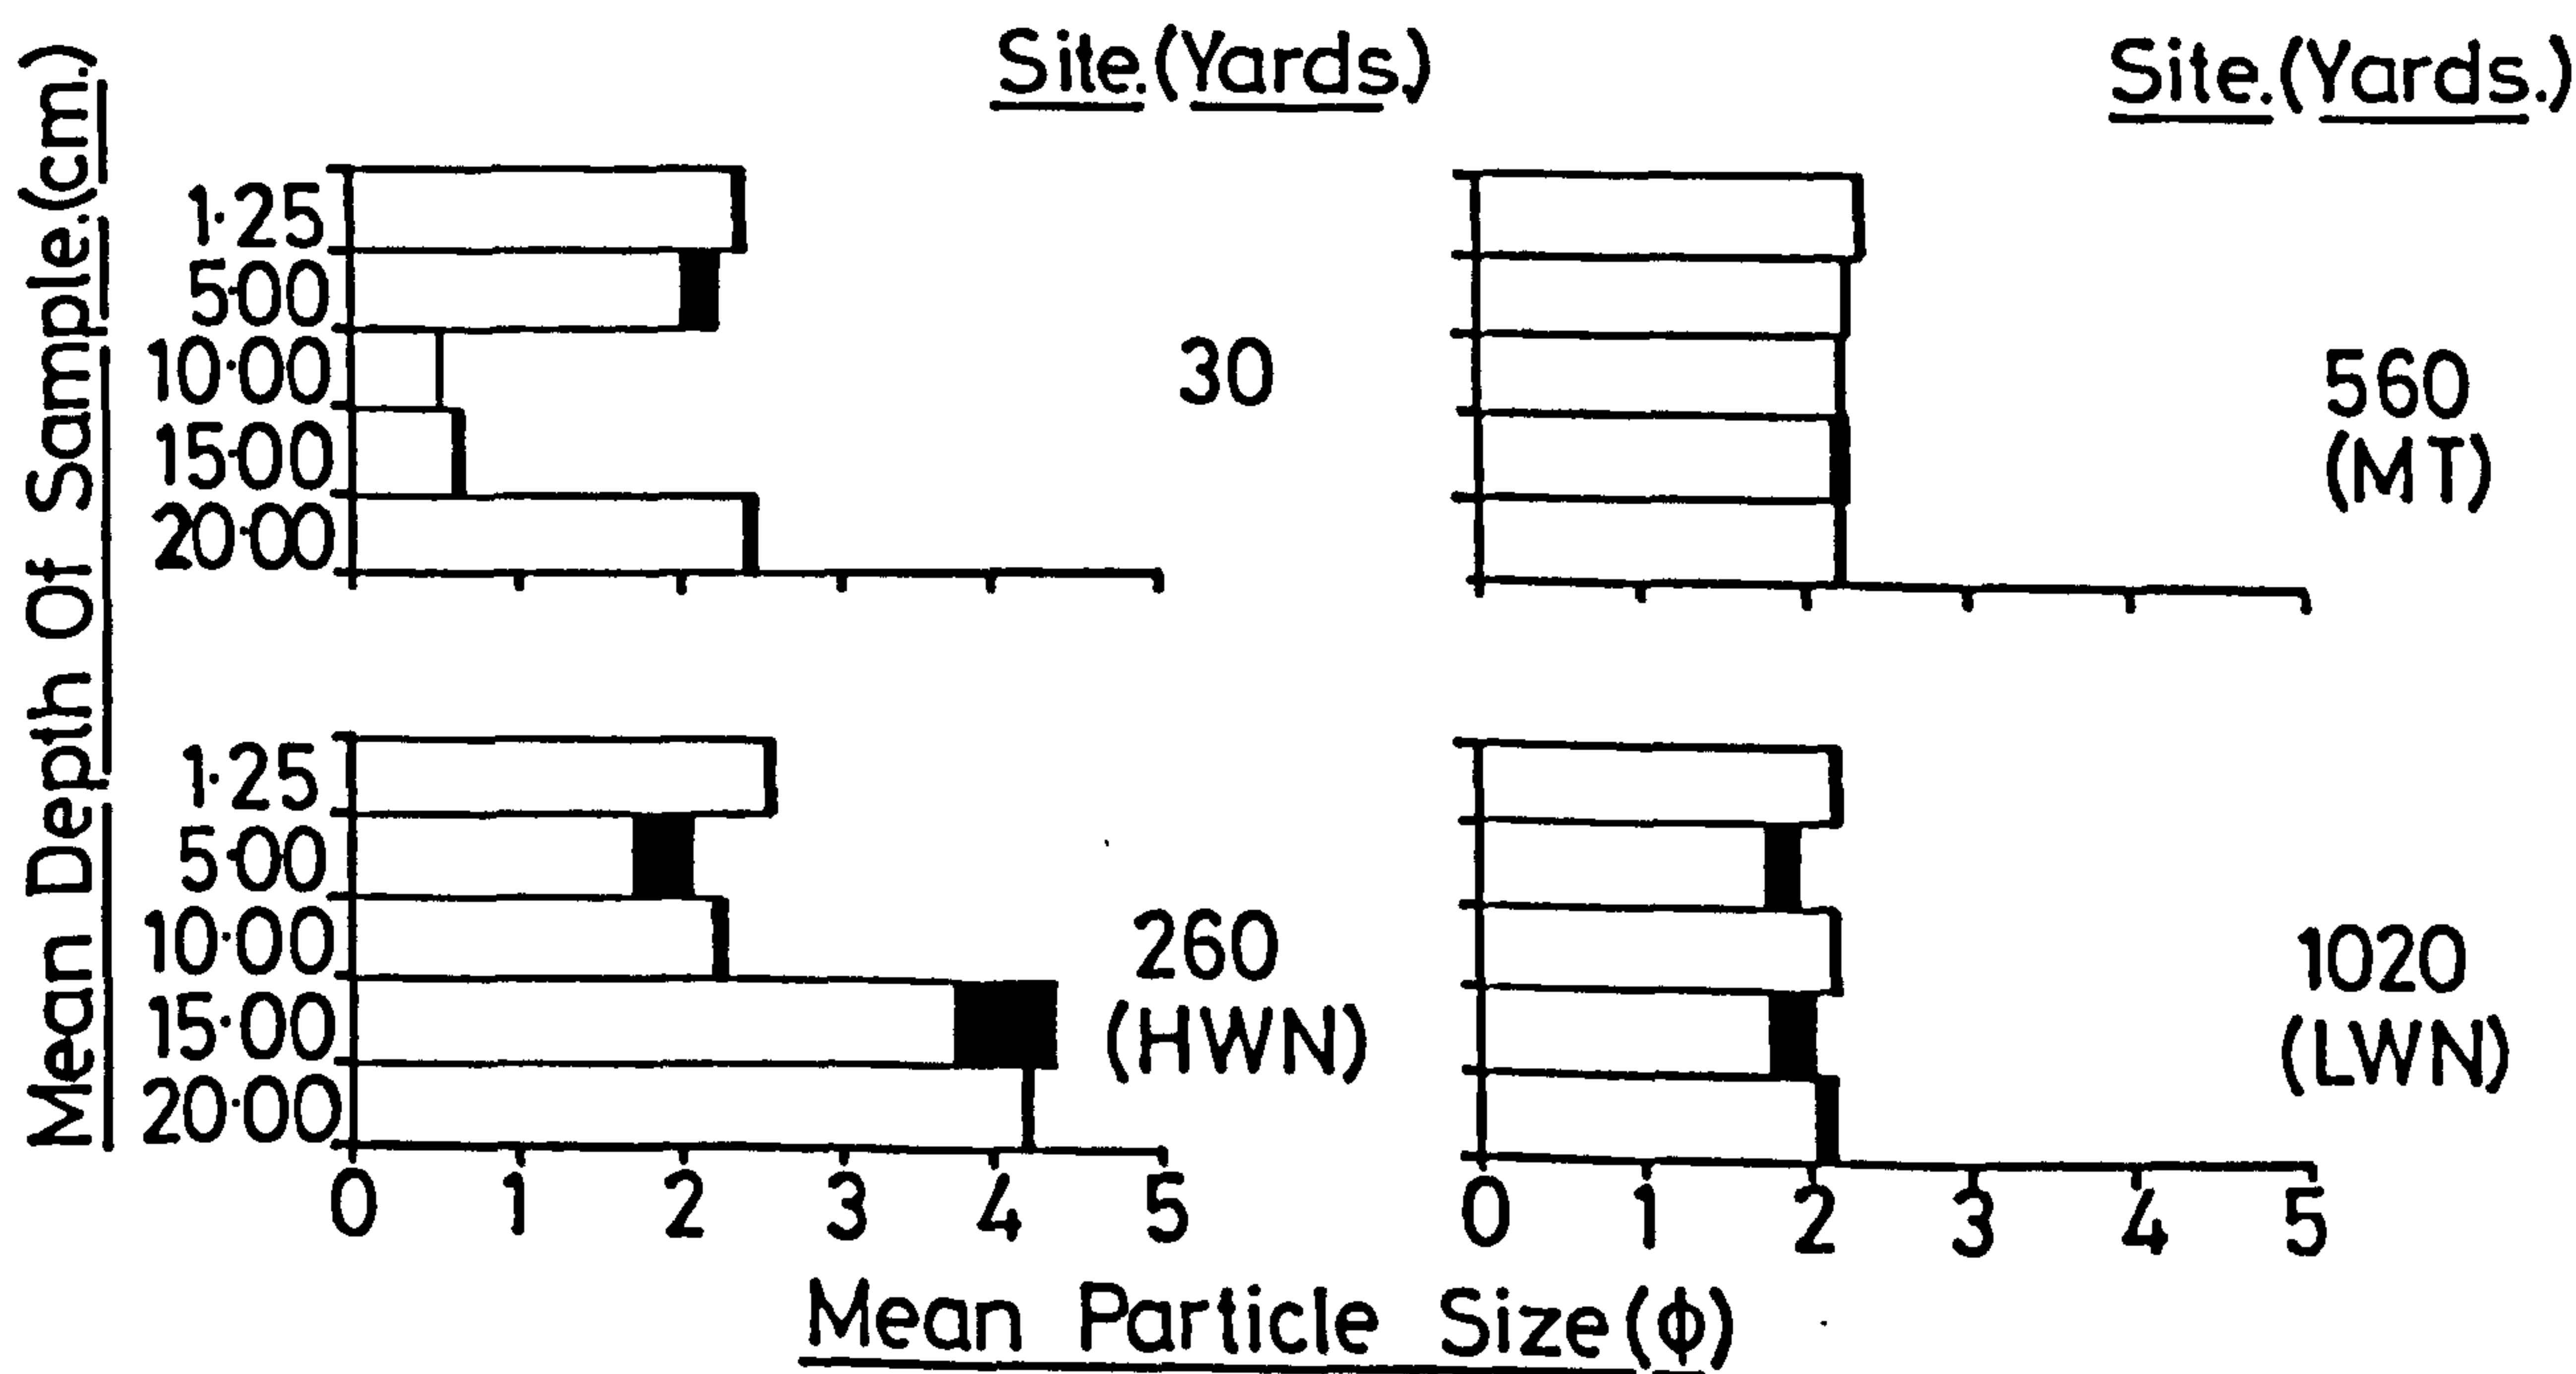 Site.(Yards.)
Site.(Yards.)
Mean Depth Of Sample.(cm.)
1·25
5·00
10·00
15·00
20·00
30
560
(MT)
1·25
5·00
10·00
15·00
20·00
260
(HWN)
1020
(LWN)
0 1 2 3 4 5
0 1 2 3 4 5
Mean Particle Size(ϕ)